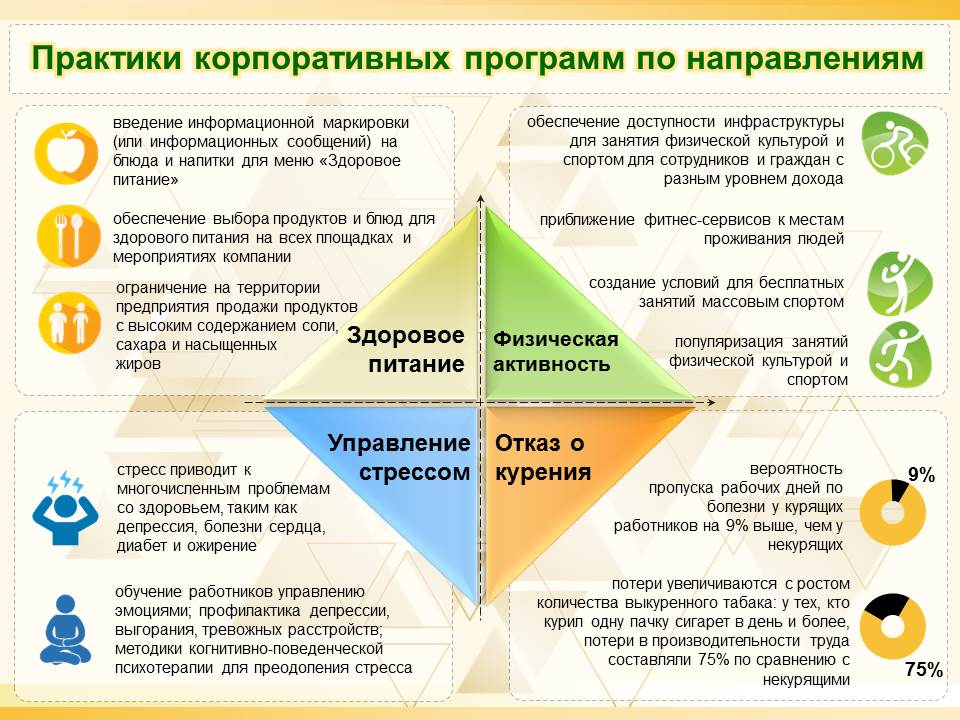 Практики корпоративных программ по направлениям
введение информационной маркировки
(или информационных сообщений) на
блюда и напитки для меню «Здоровое
питание»
обеспечение выбора продуктов и блюд для
здорового питания на всех площадках и
мероприятиях компании
ограничение на территории
предприятия продажи продуктов
с высоким содержанием соли,
сахара и насыщенных
жиров
Здоровое
питание
обеспечение доступности инфраструктуры
для занятия физической культурой и
спортом для сотрудников и граждан с
разным уровнем дохода
приближение фитнес-сервисов к местам
проживания людей
создание условий для бесплатных
занятий массовым спортом
популяризация занятий
физической культурой и
спортом
Физическая
активность
Управление
стрессом
стресс приводит к
многочисленным проблемам
со здоровьем, таким как
депрессия, болезни сердца,
диабет и ожирение
обучение работников управлению
эмоциями; профилактика депрессии,
выгорания, тревожных расстройств;
методики когнитивно-поведенческой
психотерапии для преодоления стресса
Отказ о
курения
вероятность
пропуска рабочих дней по
болезни у курящих
работников на 9% выше, чем у
некурящих
9%
потери увеличиваются с ростом
количества выкуренного табака: у тех, кто
курил одну пачку сигарет в день и более,
потери в производительности труда
составляли 75% по сравнению с
некурящими
75%